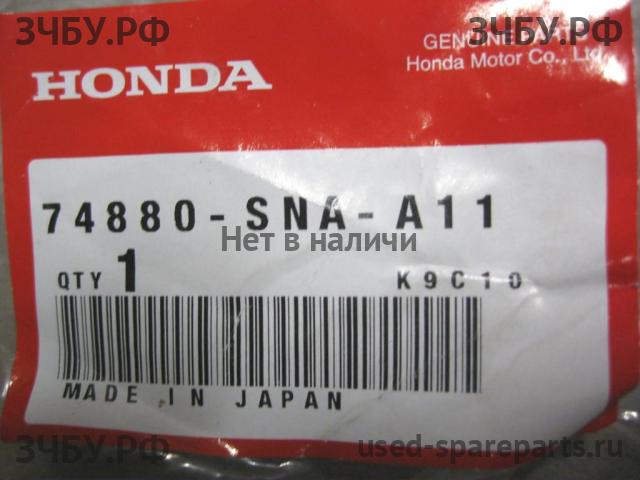 ЗЧБУ.РФ
ЗЧБУ.РФ
HONDA
GENUINE
Honda Motor Co., Ltd.
74880-SNA-A11
Нет в наличи
QTY 1
K9C10
MADE IN JAPAN
ЗЧБУ.РФ
used-spareparts.ru